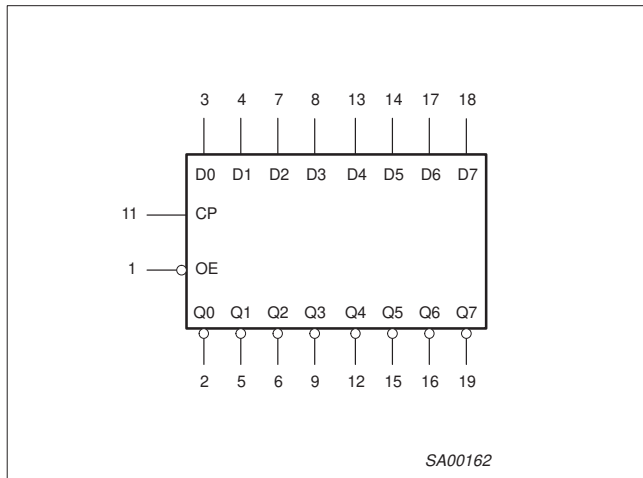 3 4 7 8 13 14 17 18
D0 D1 D2 D3 D4 D5 D6 D7
11 CP
1 OE
Q0 Q1 Q2 Q3 Q4 Q5 Q6 Q7
2 5 6 9 12 15 16 19
SA00162